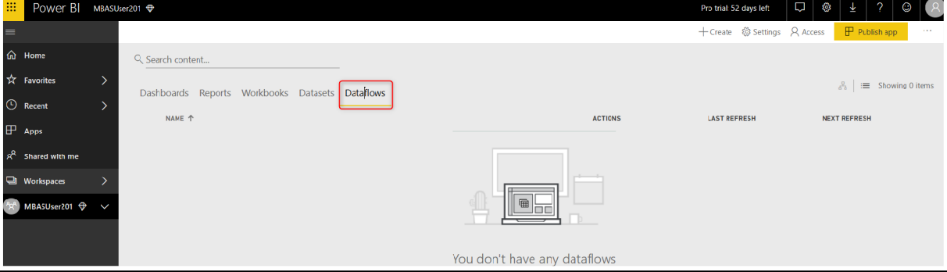 Power BI MBASUser201 Pro trial 52 days left ?
Create Settings Access Publish app ...
Home
Search content...
Favorites
Dashboards Reports Workbooks Datasets Dataflows Showing 0 items
Recent
NAME ↑ ACTIONS LAST REFRESH NEXT REFRESH
Apps
Shared with me
Workspaces
MBASUser201
You don't have any dataflows